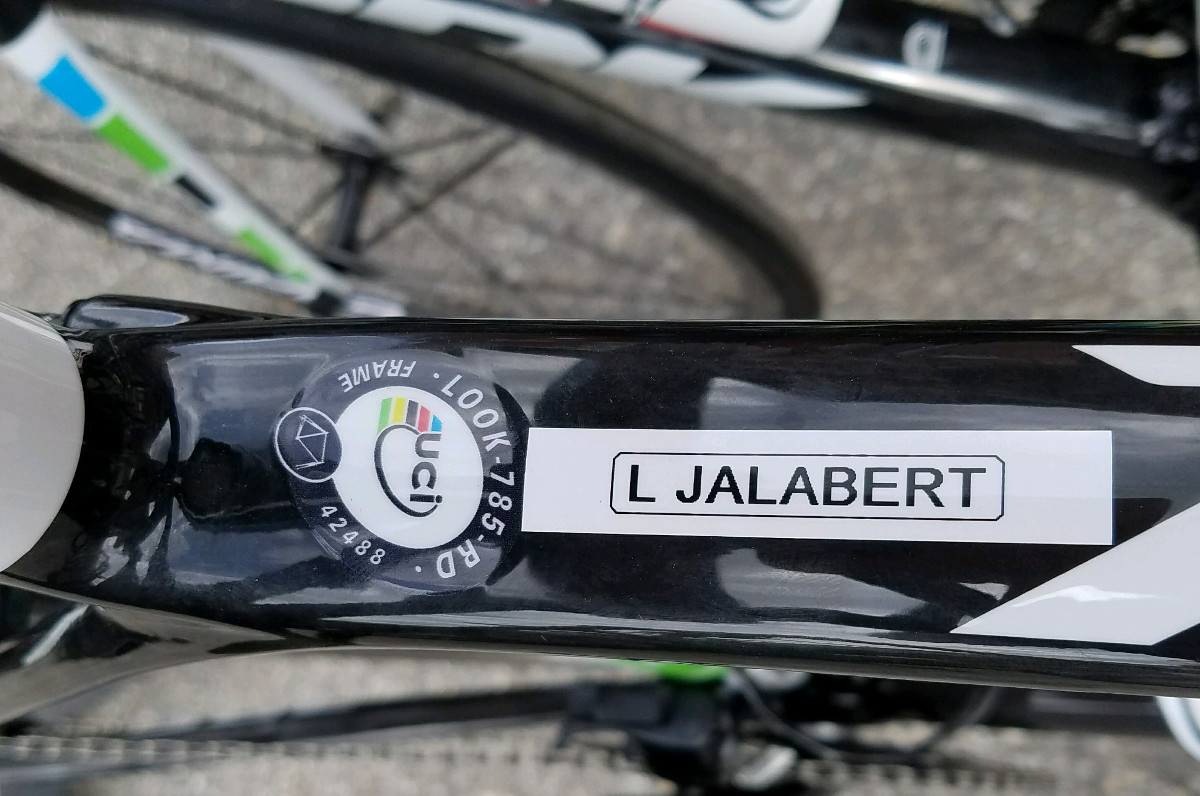 LOOK-785-RD · FRAME ·
42488
uci
L JALABERT